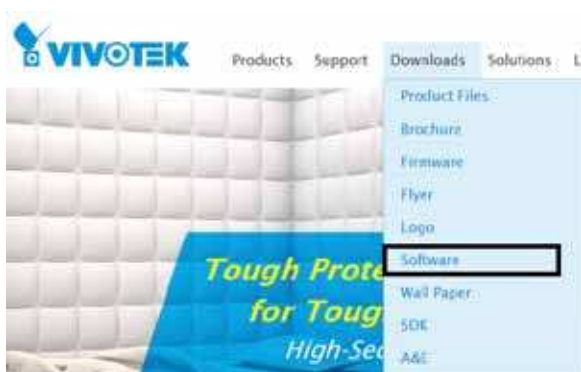 VIVOTEK
Products Support Downloads Solutions L
Product Files
Brochure
Firmware
Flyer
Logo
Software
Wall Paper
SDK
A&E
Tough Prote
for Toug
High-Sec